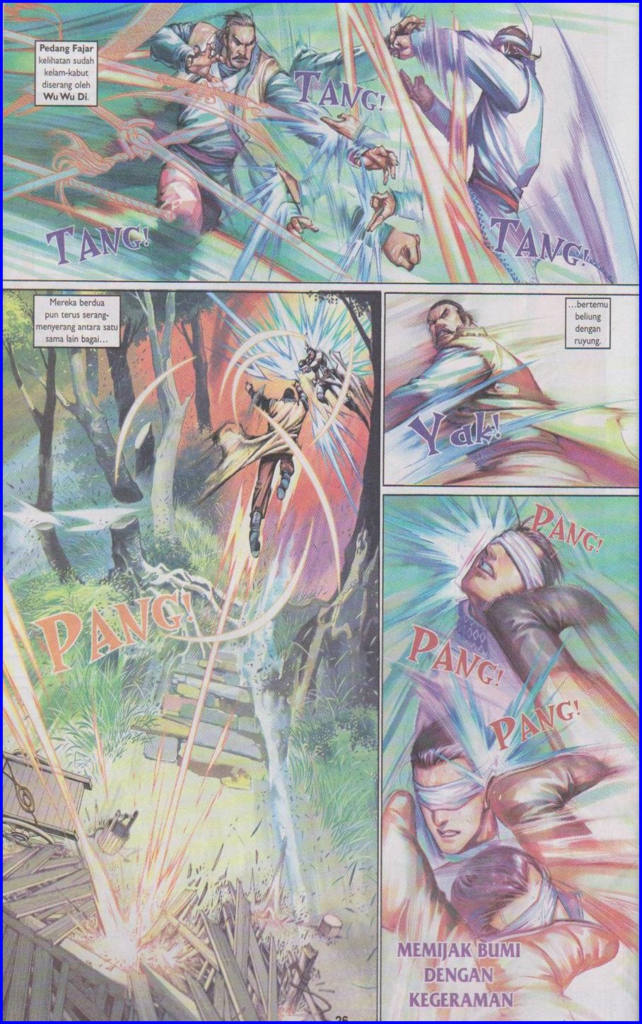 Pedang Fajar
kelihatan sudah
kelam-kabut
diserang oleh
Wu Wu Di.
TANG!
TANG!
TANG!
Mereka berdua
pun terus serang-
menyerang antara satu
sama lain bagai...
PANG!
...bertemu
beliung
dengan
ruyung.
Yak!
PANG!
PANG!
PANG!
MEMIJAK BUMI
DENGAN
KEGERAMAN
26